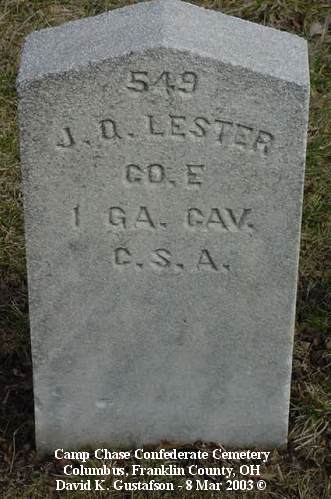 549
J. Q. LESTER
CO. E
1 GA. CAV.
C. S. A.
Camp Chase Confederate Cemetery
Columbus, Franklin County, OH
David K. Gustafson - 8 Mar 2003 ©